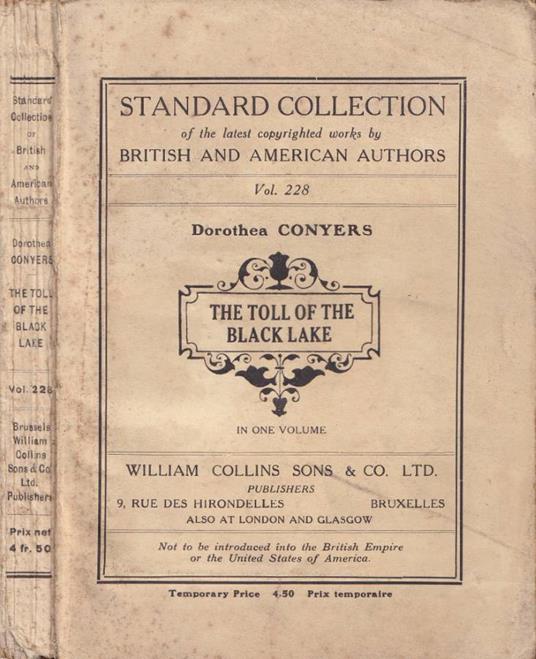 Standard
Collection
OF
British
AND
American
Authors
Dorothea
CONYERS
THE TOLL
OF THE
BLACK
LAKE
Vol. 228
Brussels
William
Collins
Sons & Co
Ltd.
Publishers
Prix net
4 fr. 50
STANDARD COLLECTION
of the latest copyrighted works by
BRITISH AND AMERICAN AUTHORS
Vol. 228
Dorothea CONYERS
THE TOLL OF THE
BLACK LAKE
IN ONE VOLUME
WILLIAM COLLINS SONS & CO. LTD.
PUBLISHERS
9, RUE DES HIRONDELLES BRUXELLES
ALSO AT LONDON AND GLASGOW
Not to be introduced into the British Empire
or the United States of America.
Temporary Price 4.50 Prix temporaire